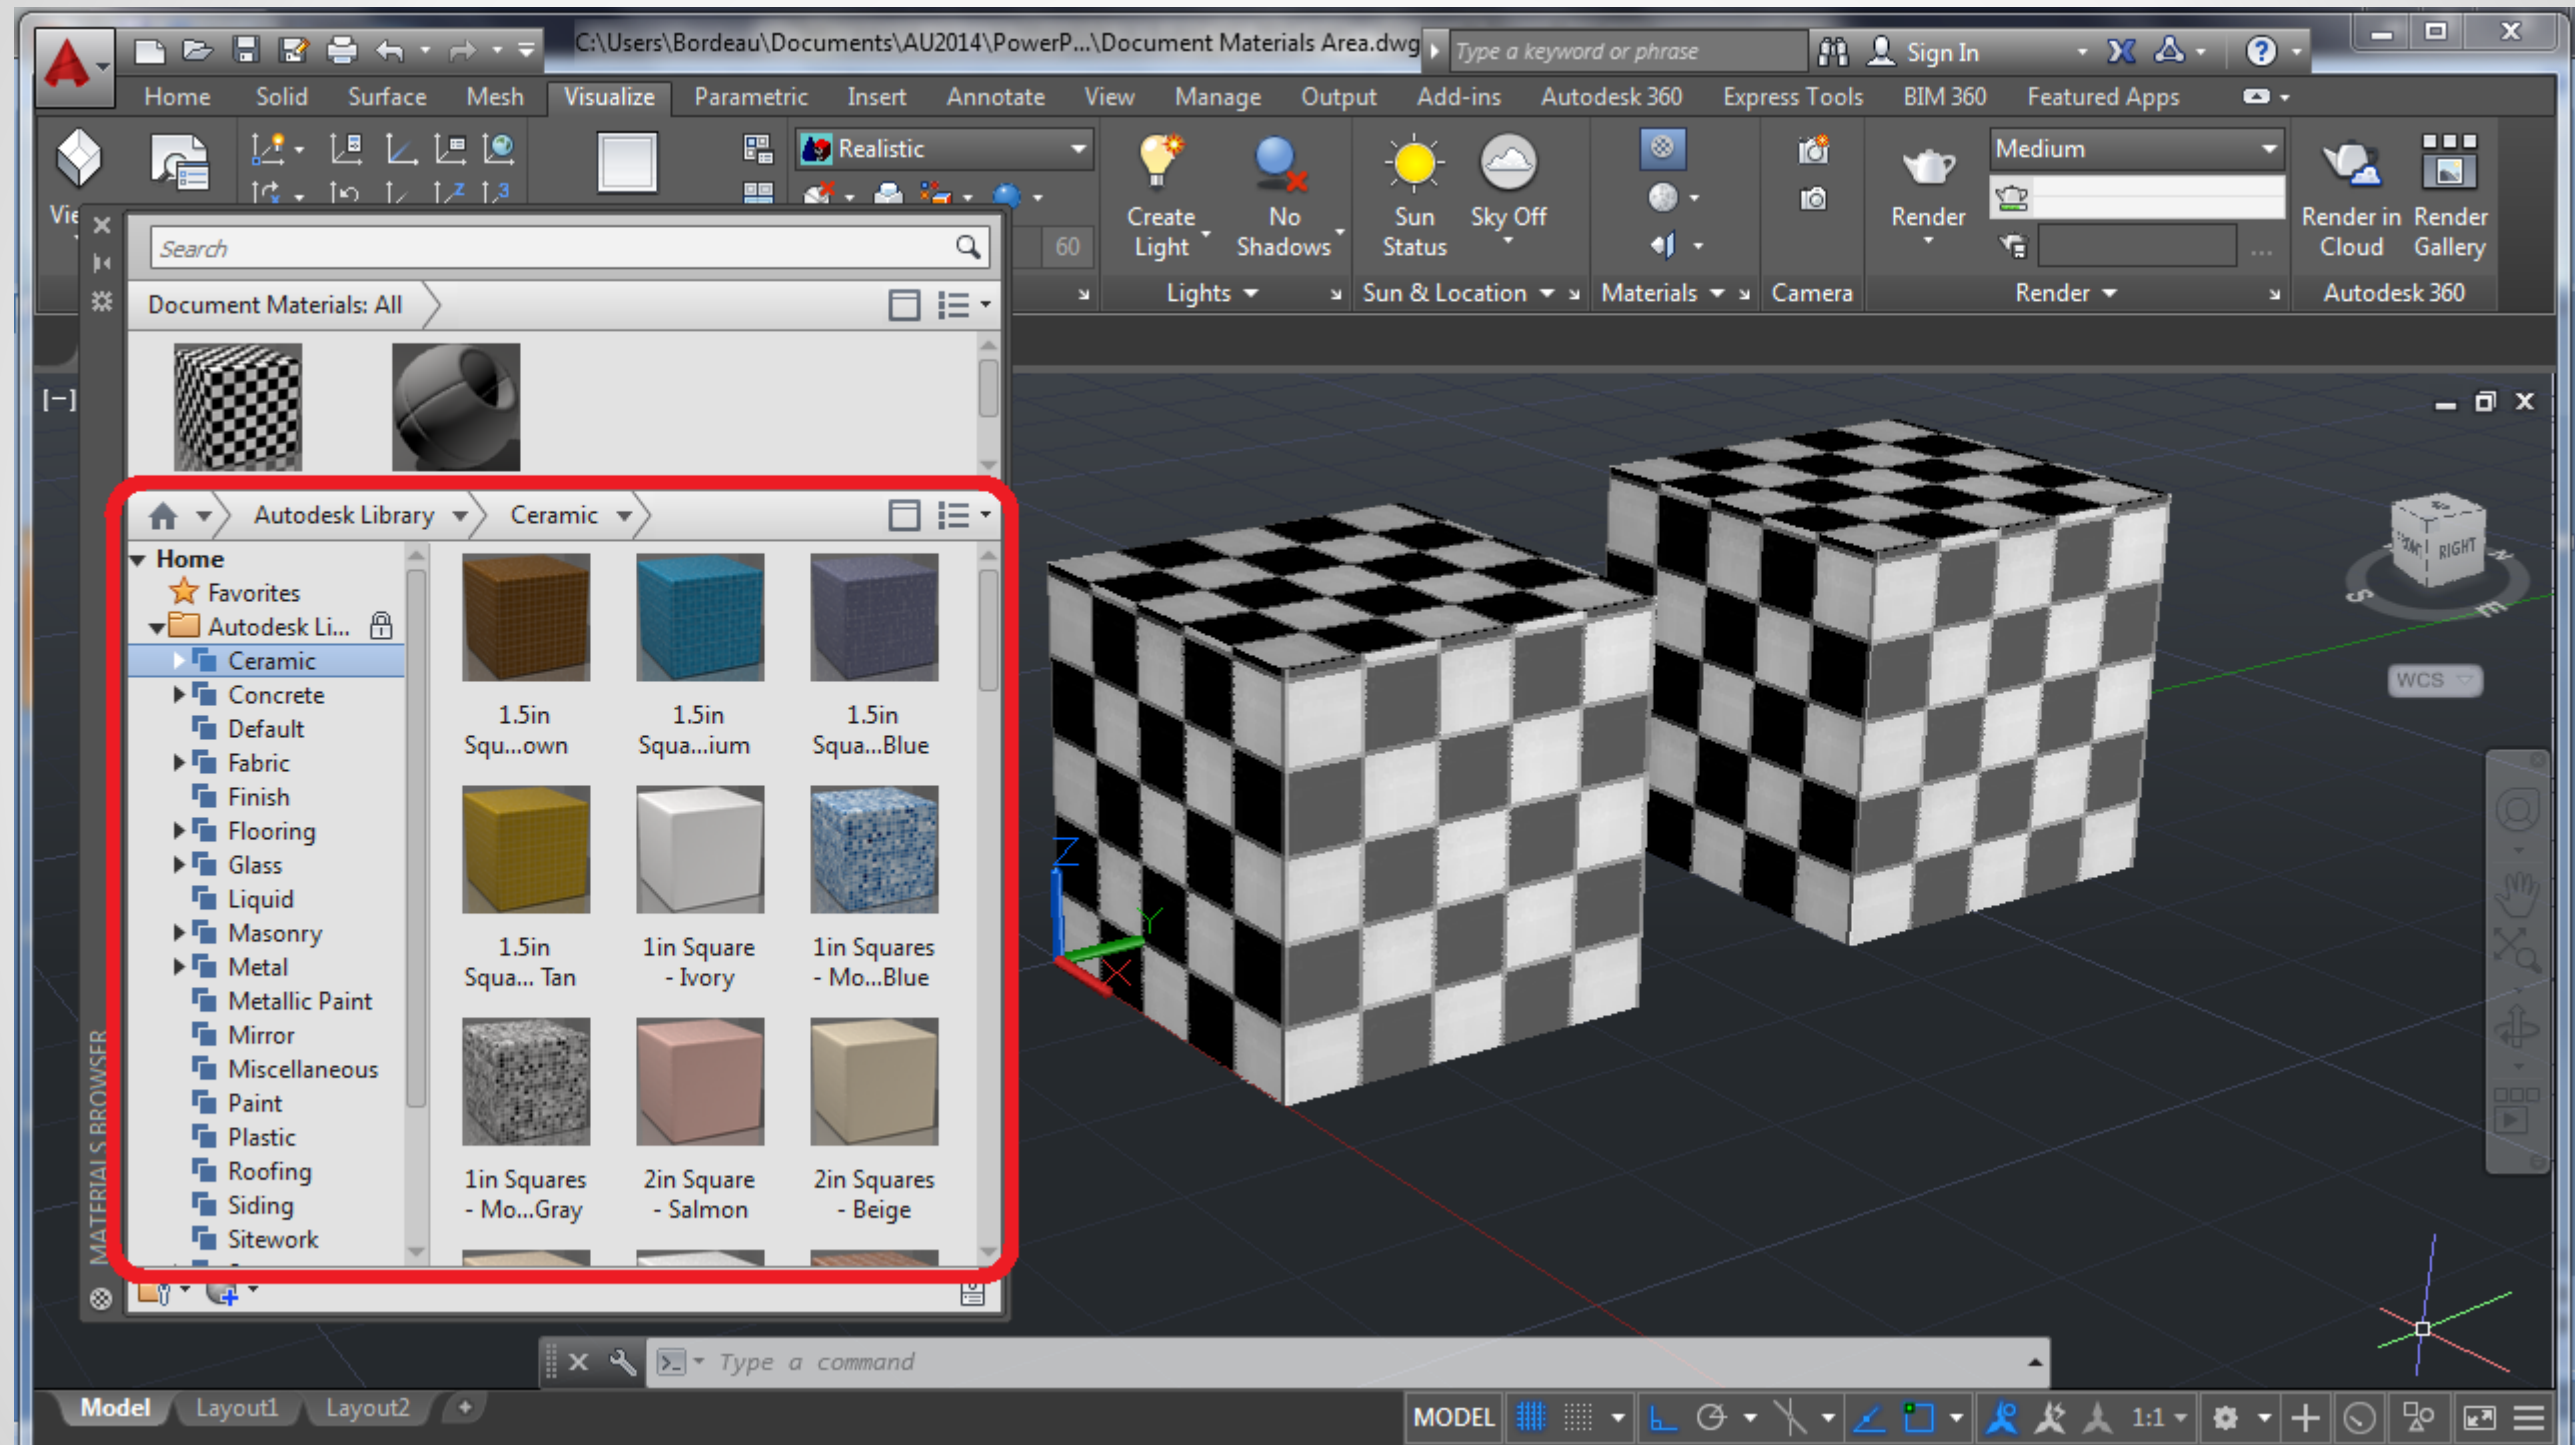 C:\Users\Bordeau\Documents\AU2014\PowerP...\Document Materials Area.dwg
Type a keyword or phrase
Sign In
Home Solid Surface Mesh Visualize Parametric Insert Annotate View Manage Output Add-ins Autodesk 360 Express Tools BIM 360 Featured Apps
Realistic
Medium
Create Light
No Shadows
Sun Status
Sky Off
Render
Render in Cloud
Render Gallery
60
Lights
Sun & Location
Materials
Camera
Render
Autodesk 360
Search
Document Materials: All
Autodesk Library
Ceramic
Home
Favorites
Autodesk Li...
Ceramic
Concrete
Default
Fabric
Finish
Flooring
Glass
Liquid
Masonry
Metal
Metallic Paint
Mirror
Miscellaneous
Paint
Plastic
Roofing
Siding
Sitework
1.5in
Squ...own
1.5in
Squa...ium
1.5in
Squa...Blue
1.5in
Squa... Tan
1in Square
- Ivory
1in Squares
- Mo...Blue
1in Squares
- Mo...Gray
2in Square
- Salmon
2in Squares
- Beige
MATERIALS BROWSER
[−]
Z
Y
X
RIGHT
S
E
WCS
Type a command
Model Layout1 Layout2
MODEL
1:1